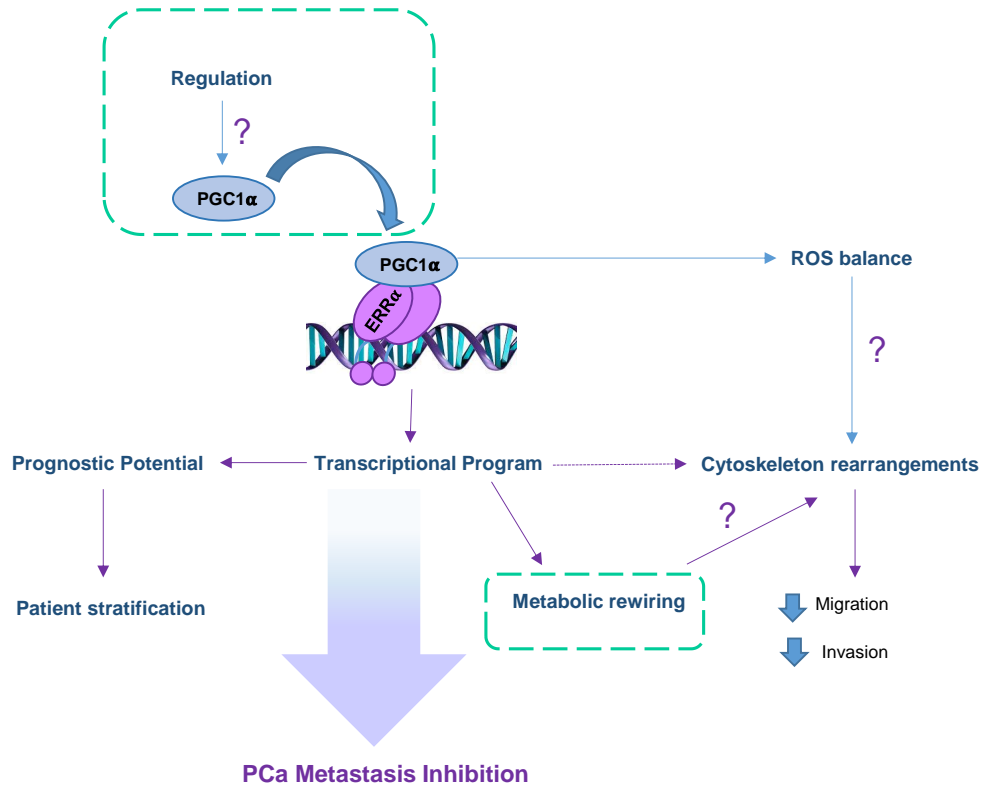 Regulation
?
PGC1α
PGC1α
ERRα
ROS balance
?
Prognostic Potential
Transcriptional Program
Cytoskeleton rearrangements
?
Patient stratification
Metabolic rewiring
Migration
Invasion
PCa Metastasis Inhibition